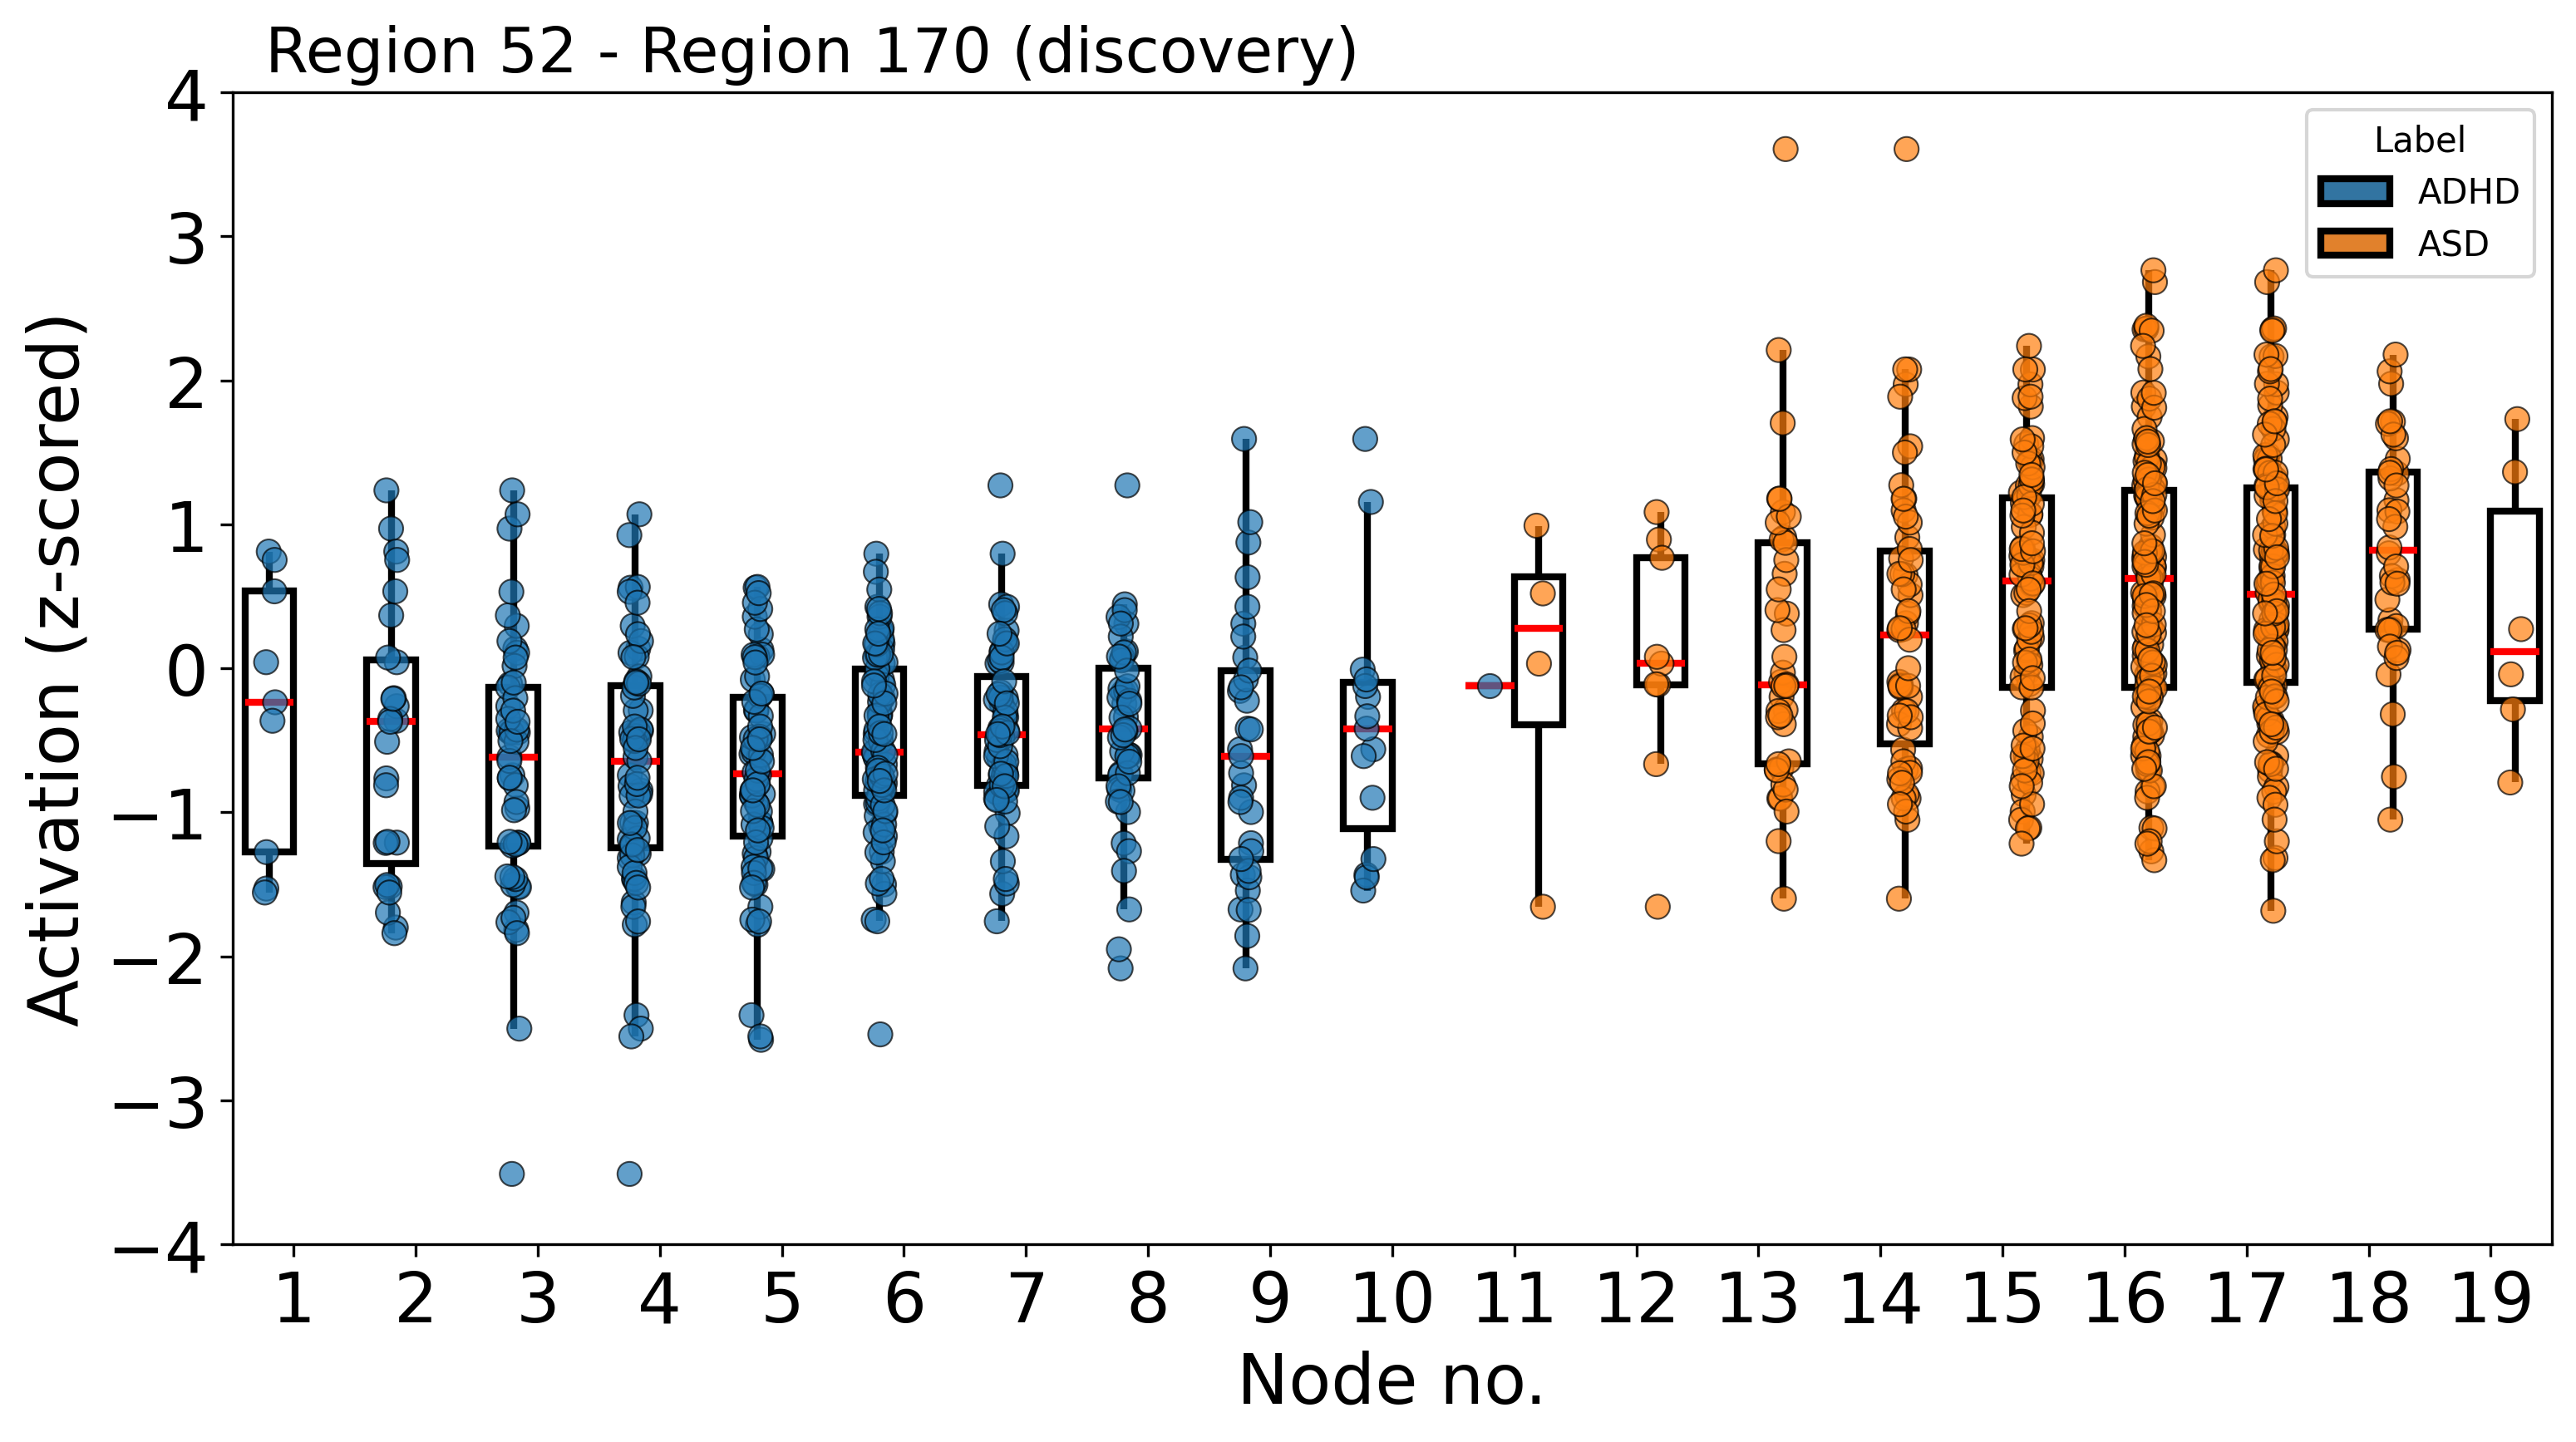 Region 52 - Region 170 (discovery)
Activation (z-scored)
4
3
2
1
0
−1
−2
−3
−4
Label
ADHD
ASD
1 2 3 4 5 6 7 8 9 10 11 12 13 14 15 16 17 18 19
Node no.